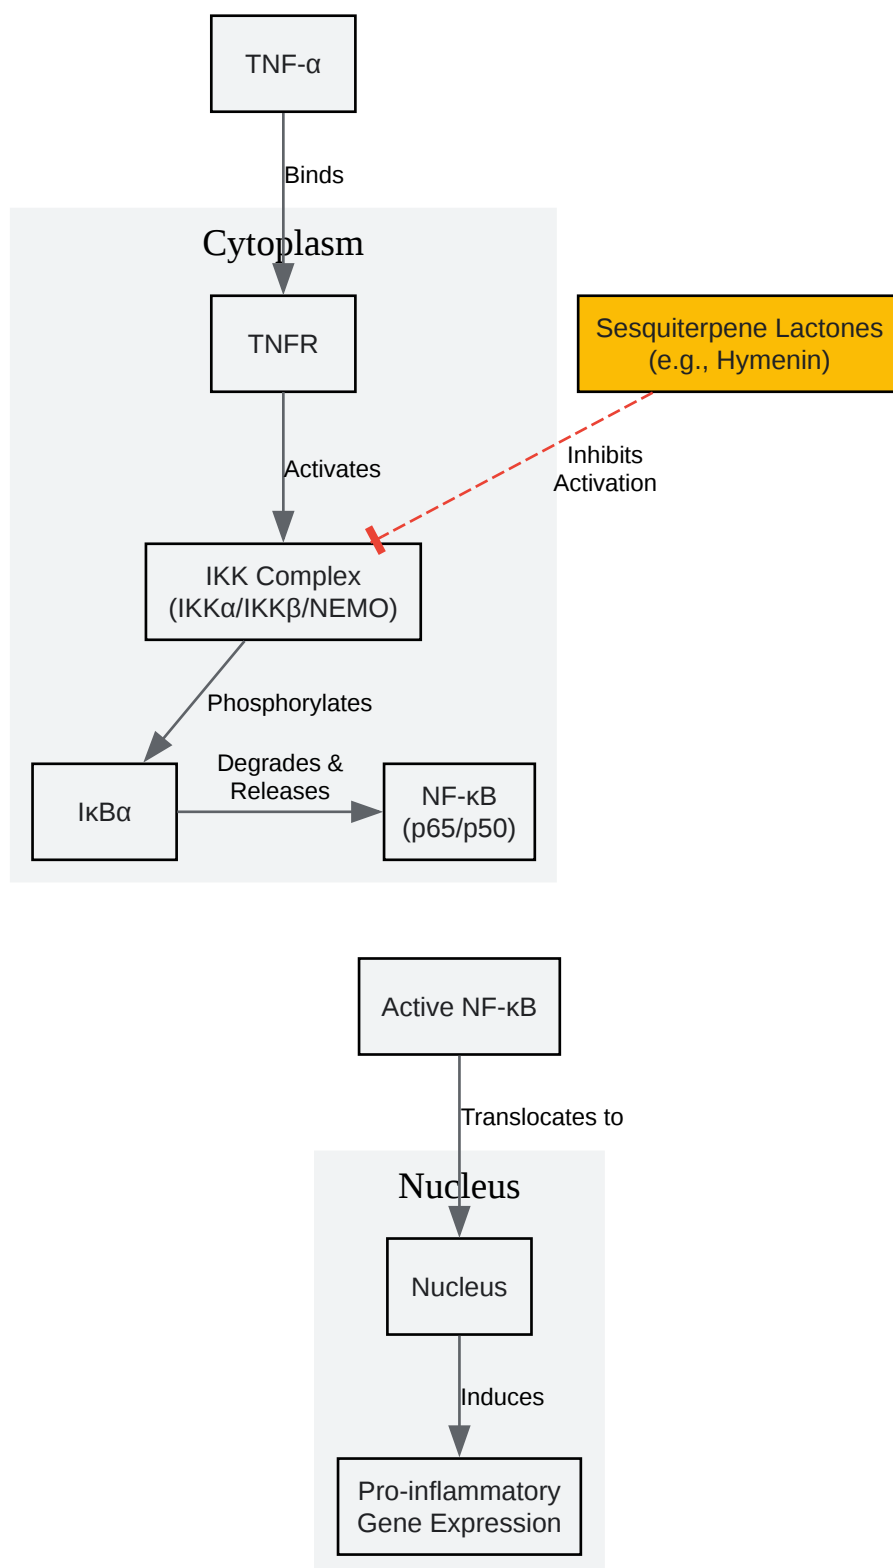 TNF-α
Binds
Cytoplasm
TNFR
Sesquiterpene Lactones
(e.g., Hymenin)
Activates
Inhibits
Activation
IKK Complex
(IKKα/IKKβ/NEMO)
Phosphorylates
IκBα
Degrades &
Releases
NF-κB
(p65/p50)
Active NF-κB
Translocates to
Nucleus
Nucleus
Induces
Pro-inflammatory
Gene Expression